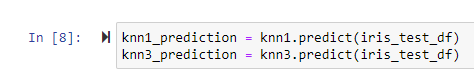 In [8]: knn1_prediction = knn1.predict(iris_test_df)
knn3_prediction = knn3.predict(iris_test_df)